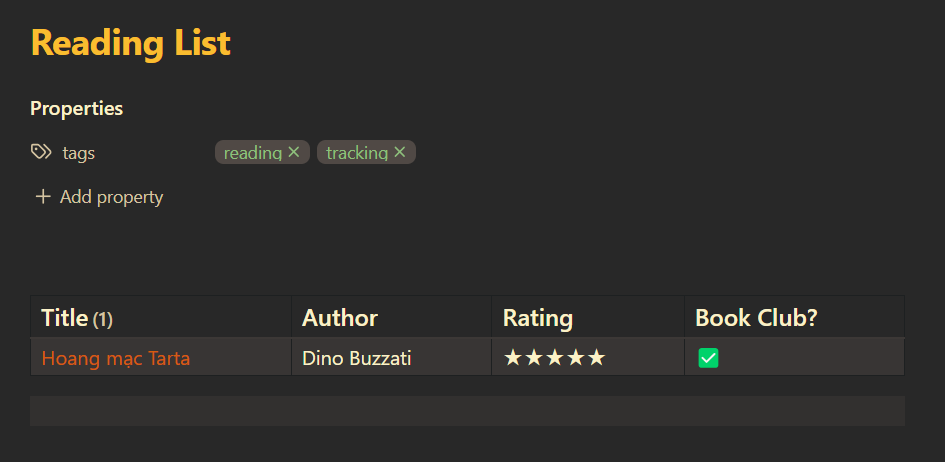 Reading List
Properties
tags reading tracking
Add property
Title (1) Author Rating Book Club?
Hoang mạc Tarta Dino Buzzati ★★★★★ ✅